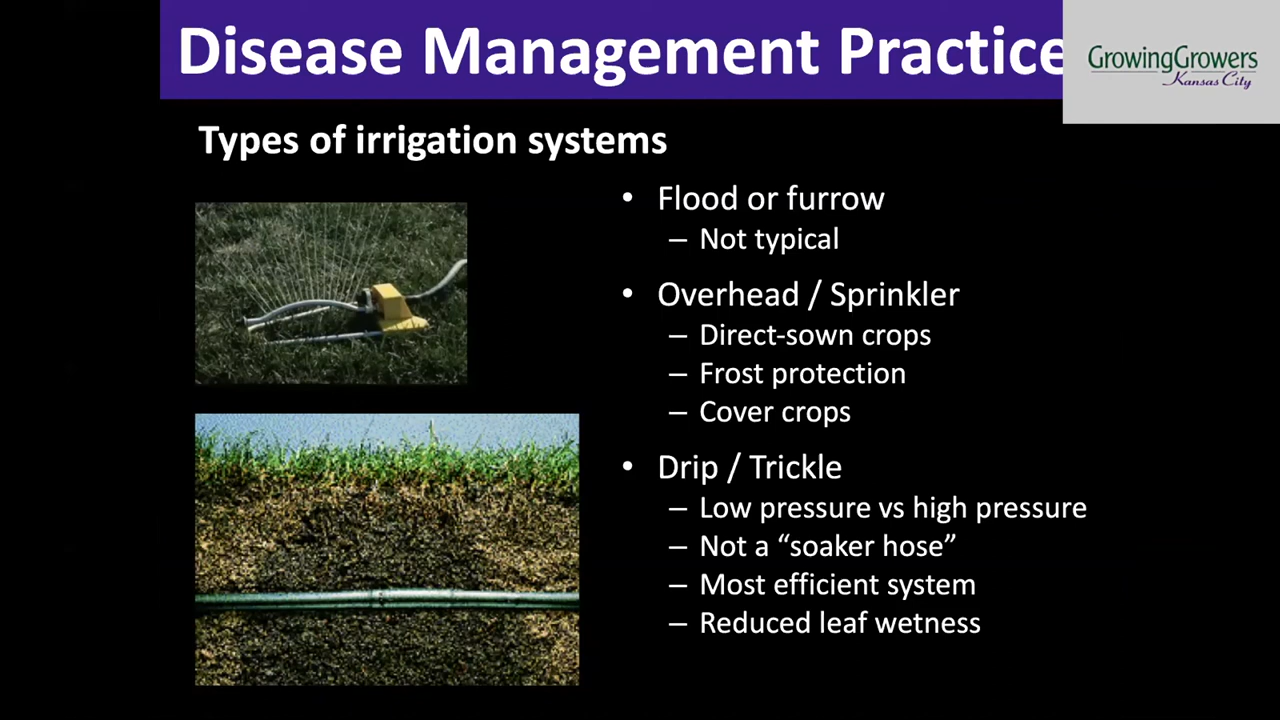 Disease Management Practice
GrowingGrowers
Kansas City
Types of irrigation systems
• Flood or furrow
– Not typical
• Overhead / Sprinkler
– Direct-sown crops
– Frost protection
– Cover crops
• Drip / Trickle
– Low pressure vs high pressure
– Not a “soaker hose”
– Most efficient system
– Reduced leaf wetness